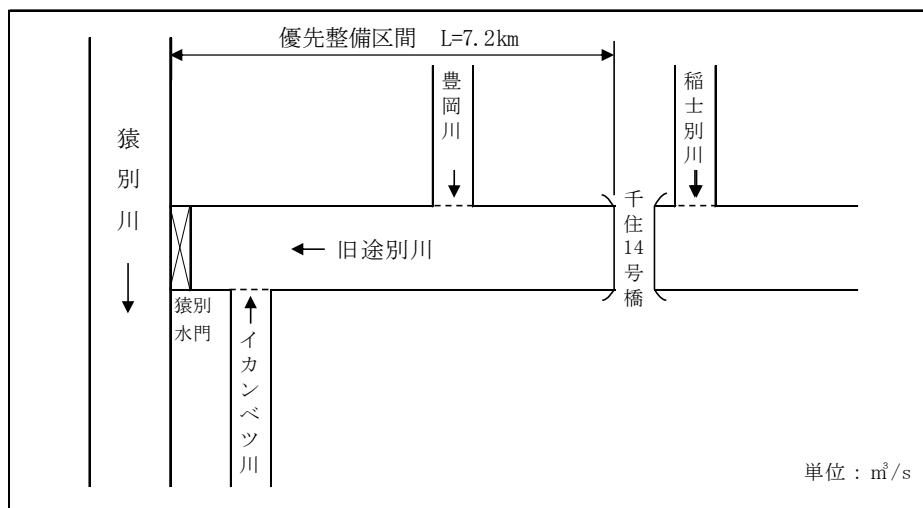 優先整備区間 L=7.2km
猿別川
豊岡川
稲士別川
千住14号橋
旧途別川
猿別
水門
イカンベツ川
単位：㎥/s